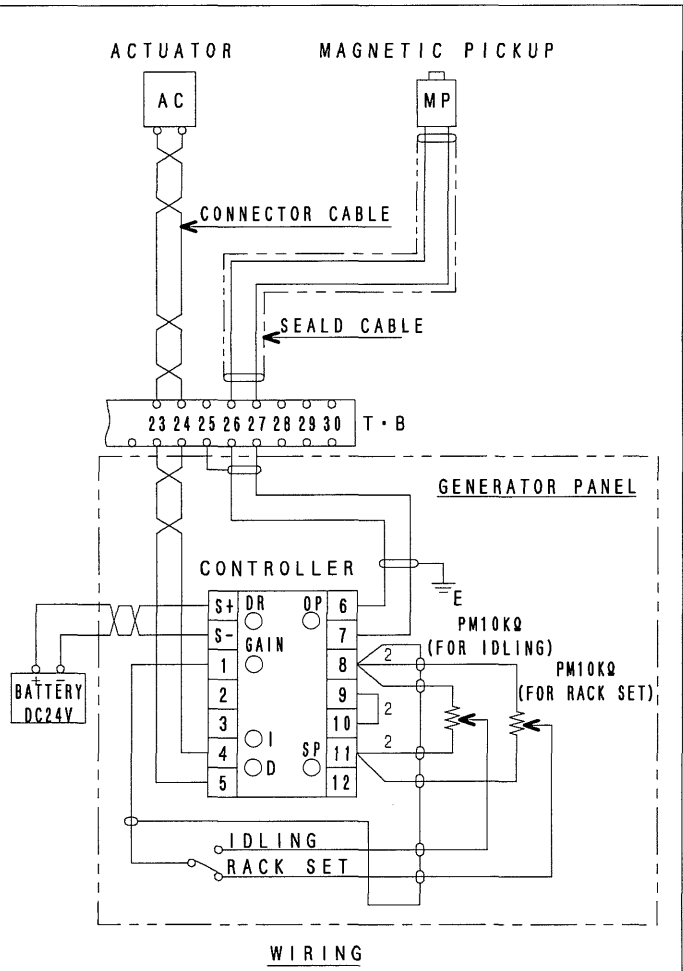 ACTUATOR
MAGNETIC PICKUP
AC
MP
CONNECTOR CABLE
SEALD CABLE
23 24 25 26 27 28 29 30
T・B
GENERATOR PANEL
CONTROLLER
E
S+
DR
OP
6
S-
7
GAIN
1
8
2
9
3
10
4
I
SP
11
5
D
12
PM10KΩ
(FOR IDLING)
PM10KΩ
(FOR RACK SET)
2
2
2
+ −
BATTERY
DC24V
IDLING
RACK SET
WIRING